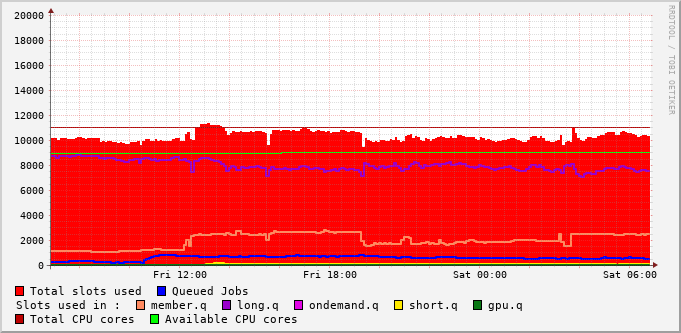 20000
18000
16000
14000
12000
10000
8000
6000
4000
2000
0
Fri 12:00 Fri 18:00 Sat 00:00 Sat 06:00
Total slots used Queued Jobs
Slots used in : member.q long.q ondemand.q short.q gpu.q
Total CPU cores Available CPU cores
RRDTOOL / TOBI OETIKER